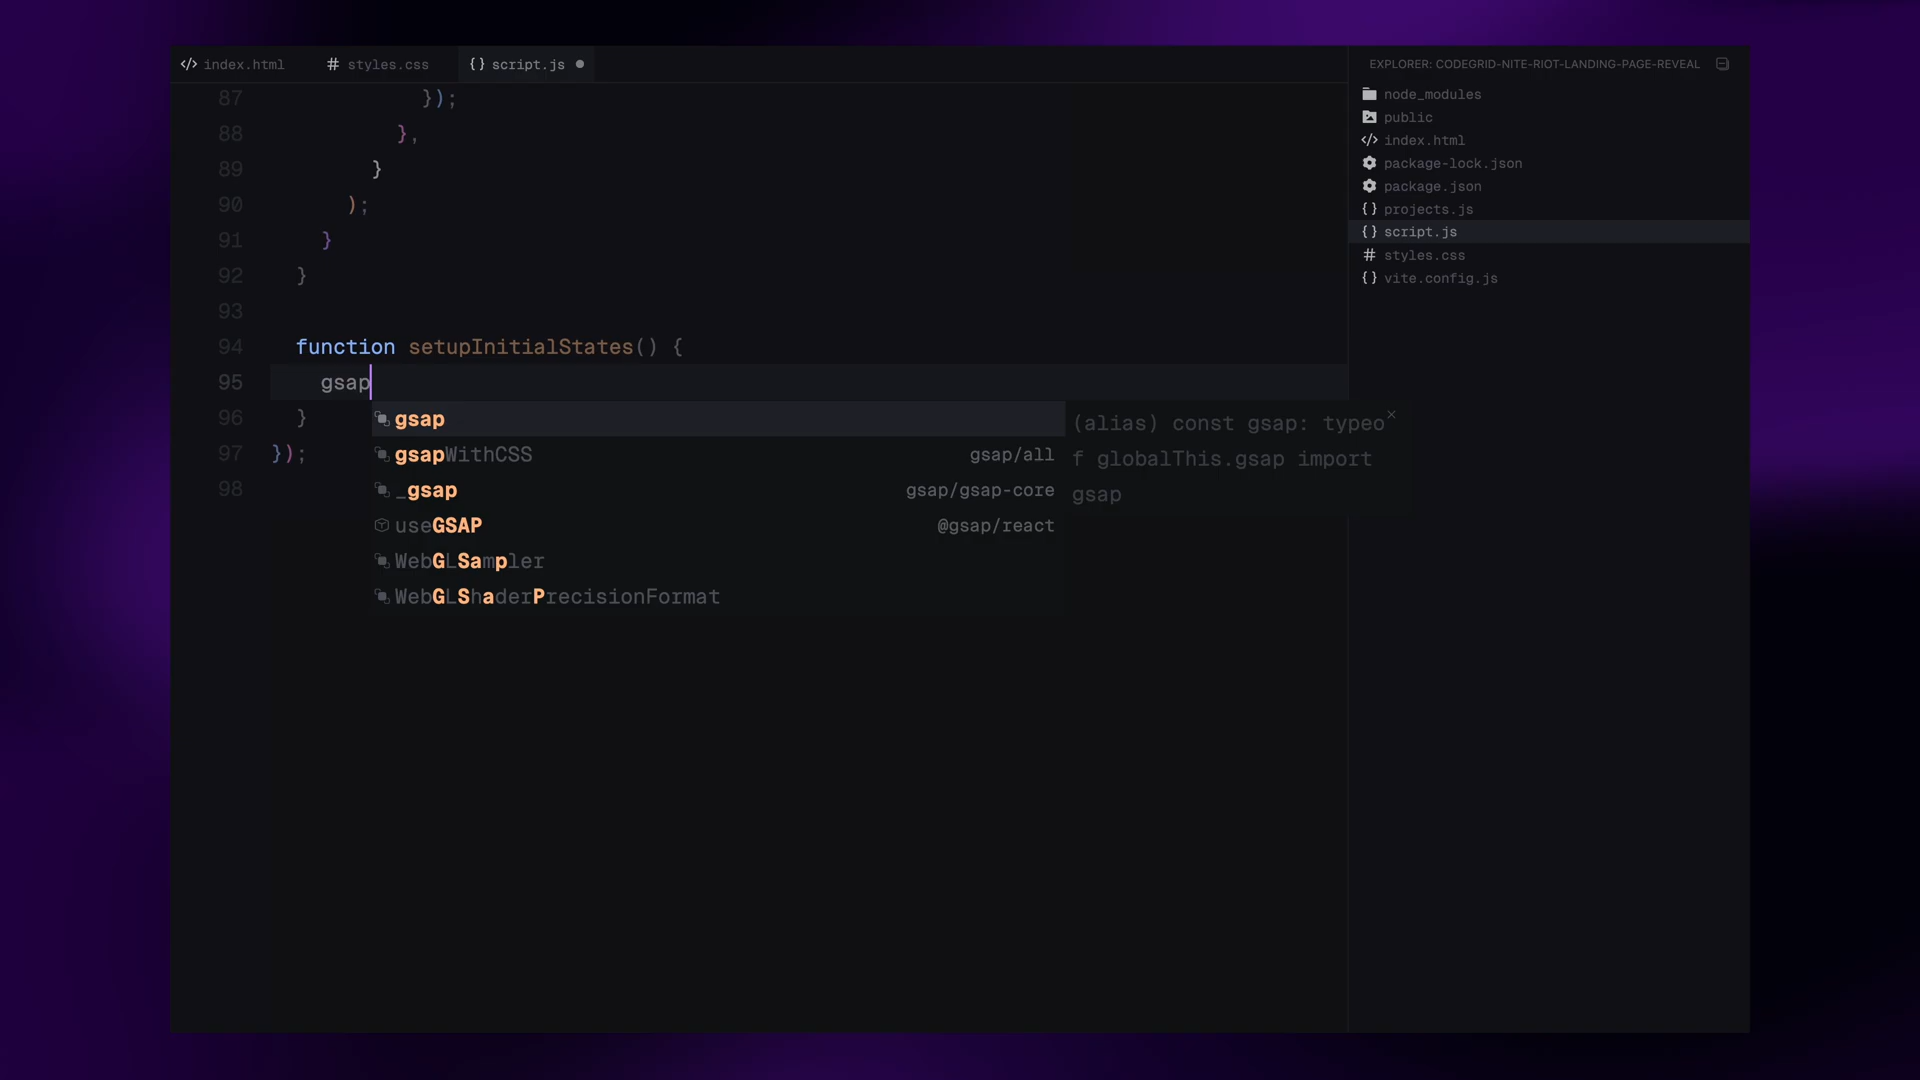 index.html
# styles.css
{} script.js
EXPLORER: CODEGRID-NITE-RIOT-LANDING-PAGE-REVEAL
node_modules
public
index.html
package-lock.json
package.json
{} projects.js
{} script.js
# styles.css
{} vite.config.js
87 });
88 },
89 }
90 );
91 }
92 }
93
94 function setupInitialStates() {
95 gsap
96 }
97 });
98
gsap
gsapWithCSS gsap/all
_gsap gsap/gsap-core
useGSAP @gsap/react
WebGLSampler
WebGLShaderPrecisionFormat
(alias) const gsap: typeo
f globalThis.gsap import
gsap